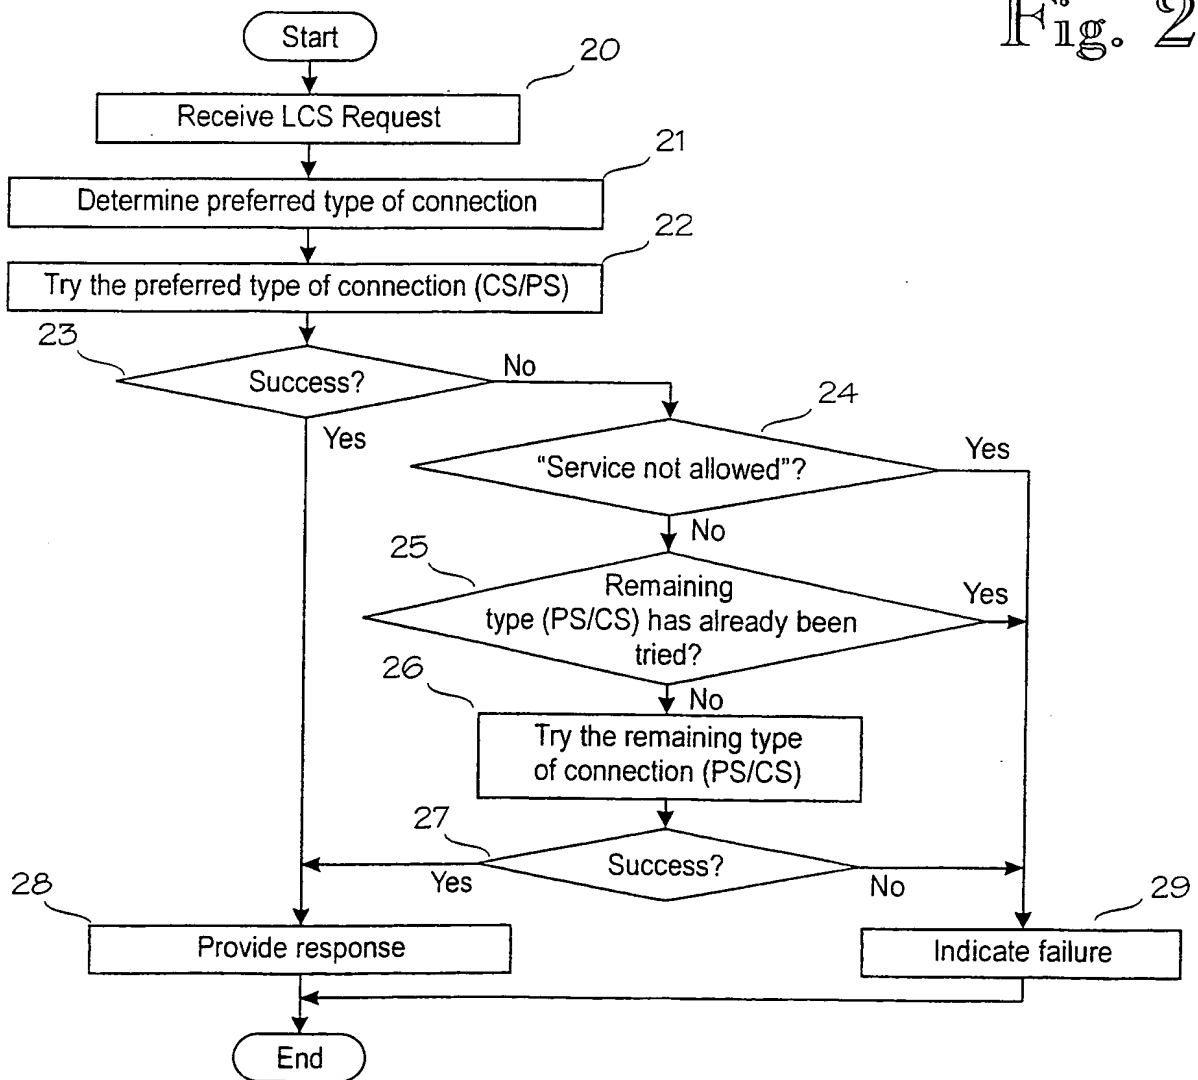 Fig. 2
Start
20
Receive LCS Request
21
Determine preferred type of connection
22
Try the preferred type of connection (CS/PS)
23
Success?
No
Yes
24
“Service not allowed”?
Yes
No
25
Remaining
type (PS/CS) has already been
tried?
Yes
No
26
Try the remaining type
of connection (PS/CS)
27
Success?
Yes
No
28
Provide response
29
Indicate failure
End